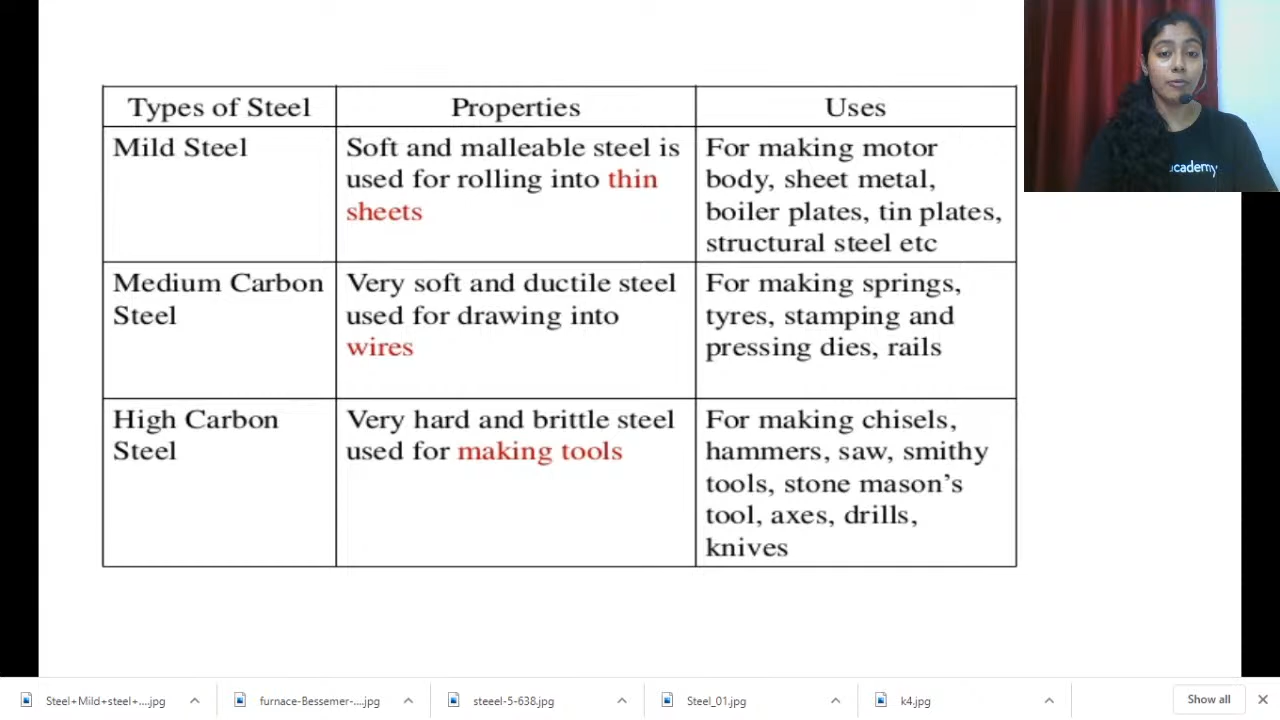 Types of Steel
Properties
Uses
Mild Steel
Soft and malleable steel is
used for rolling into thin
sheets
For making motor
body, sheet metal,
boiler plates, tin plates,
structural steel etc
Medium Carbon
Steel
Very soft and ductile steel
used for drawing into
wires
For making springs,
tyres, stamping and
pressing dies, rails
High Carbon
Steel
Very hard and brittle steel
used for making tools
For making chisels,
hammers, saw, smithy
tools, stone mason's
tool, axes, drills,
knives
academy
Steel+Mild+steel+....jpg
furnace-Bessemer-....jpg
steeel-5-638.jpg
Steel_01.jpg
k4.jpg
Show all